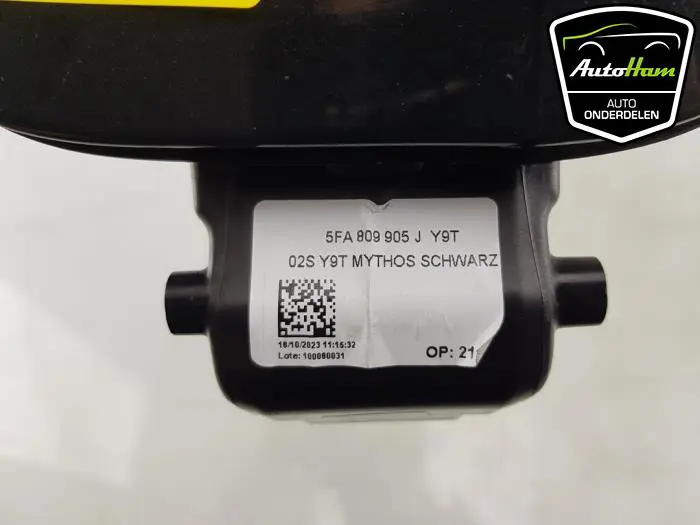 AutoHam
AUTO
ONDERDELEN
5FA 809 905 J Y9T
02S Y9T MYTHOS SCHWARZ
18/10/2023 11:15:32
Late: 100080031
OP: 21